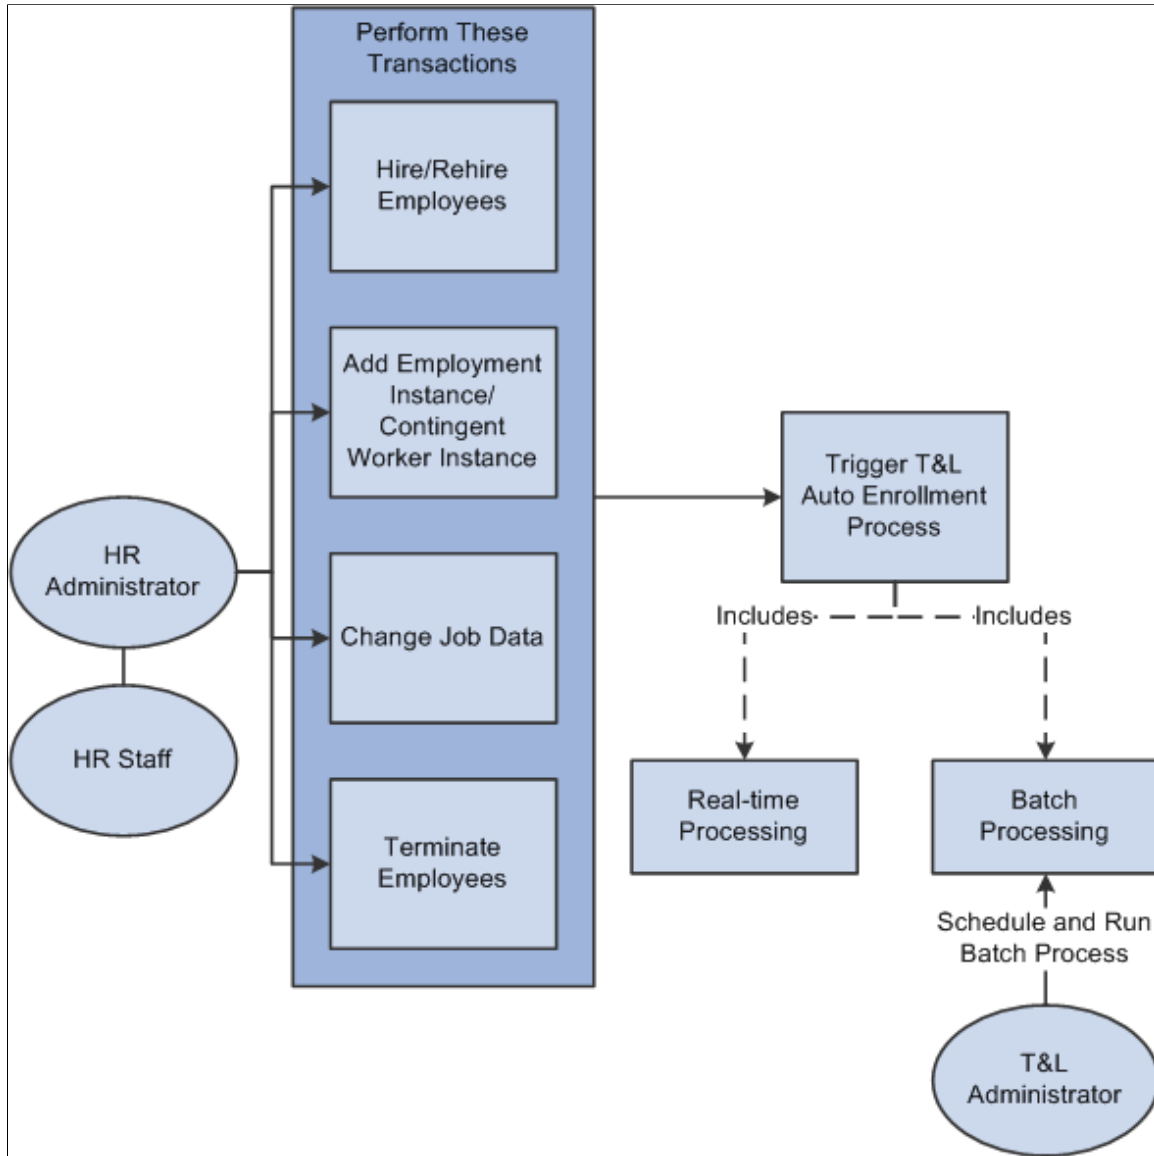 Perform These
Transactions
Hire/Rehire
Employees
Add Employment
Instance/
Contingent
Worker Instance
Change Job Data
Terminate
Employees
HR
Administrator
HR Staff
Trigger T&L
Auto Enrollment
Process
Includes
Includes
Real-time
Processing
Batch
Processing
Schedule and Run
Batch Process
T&L
Administrator